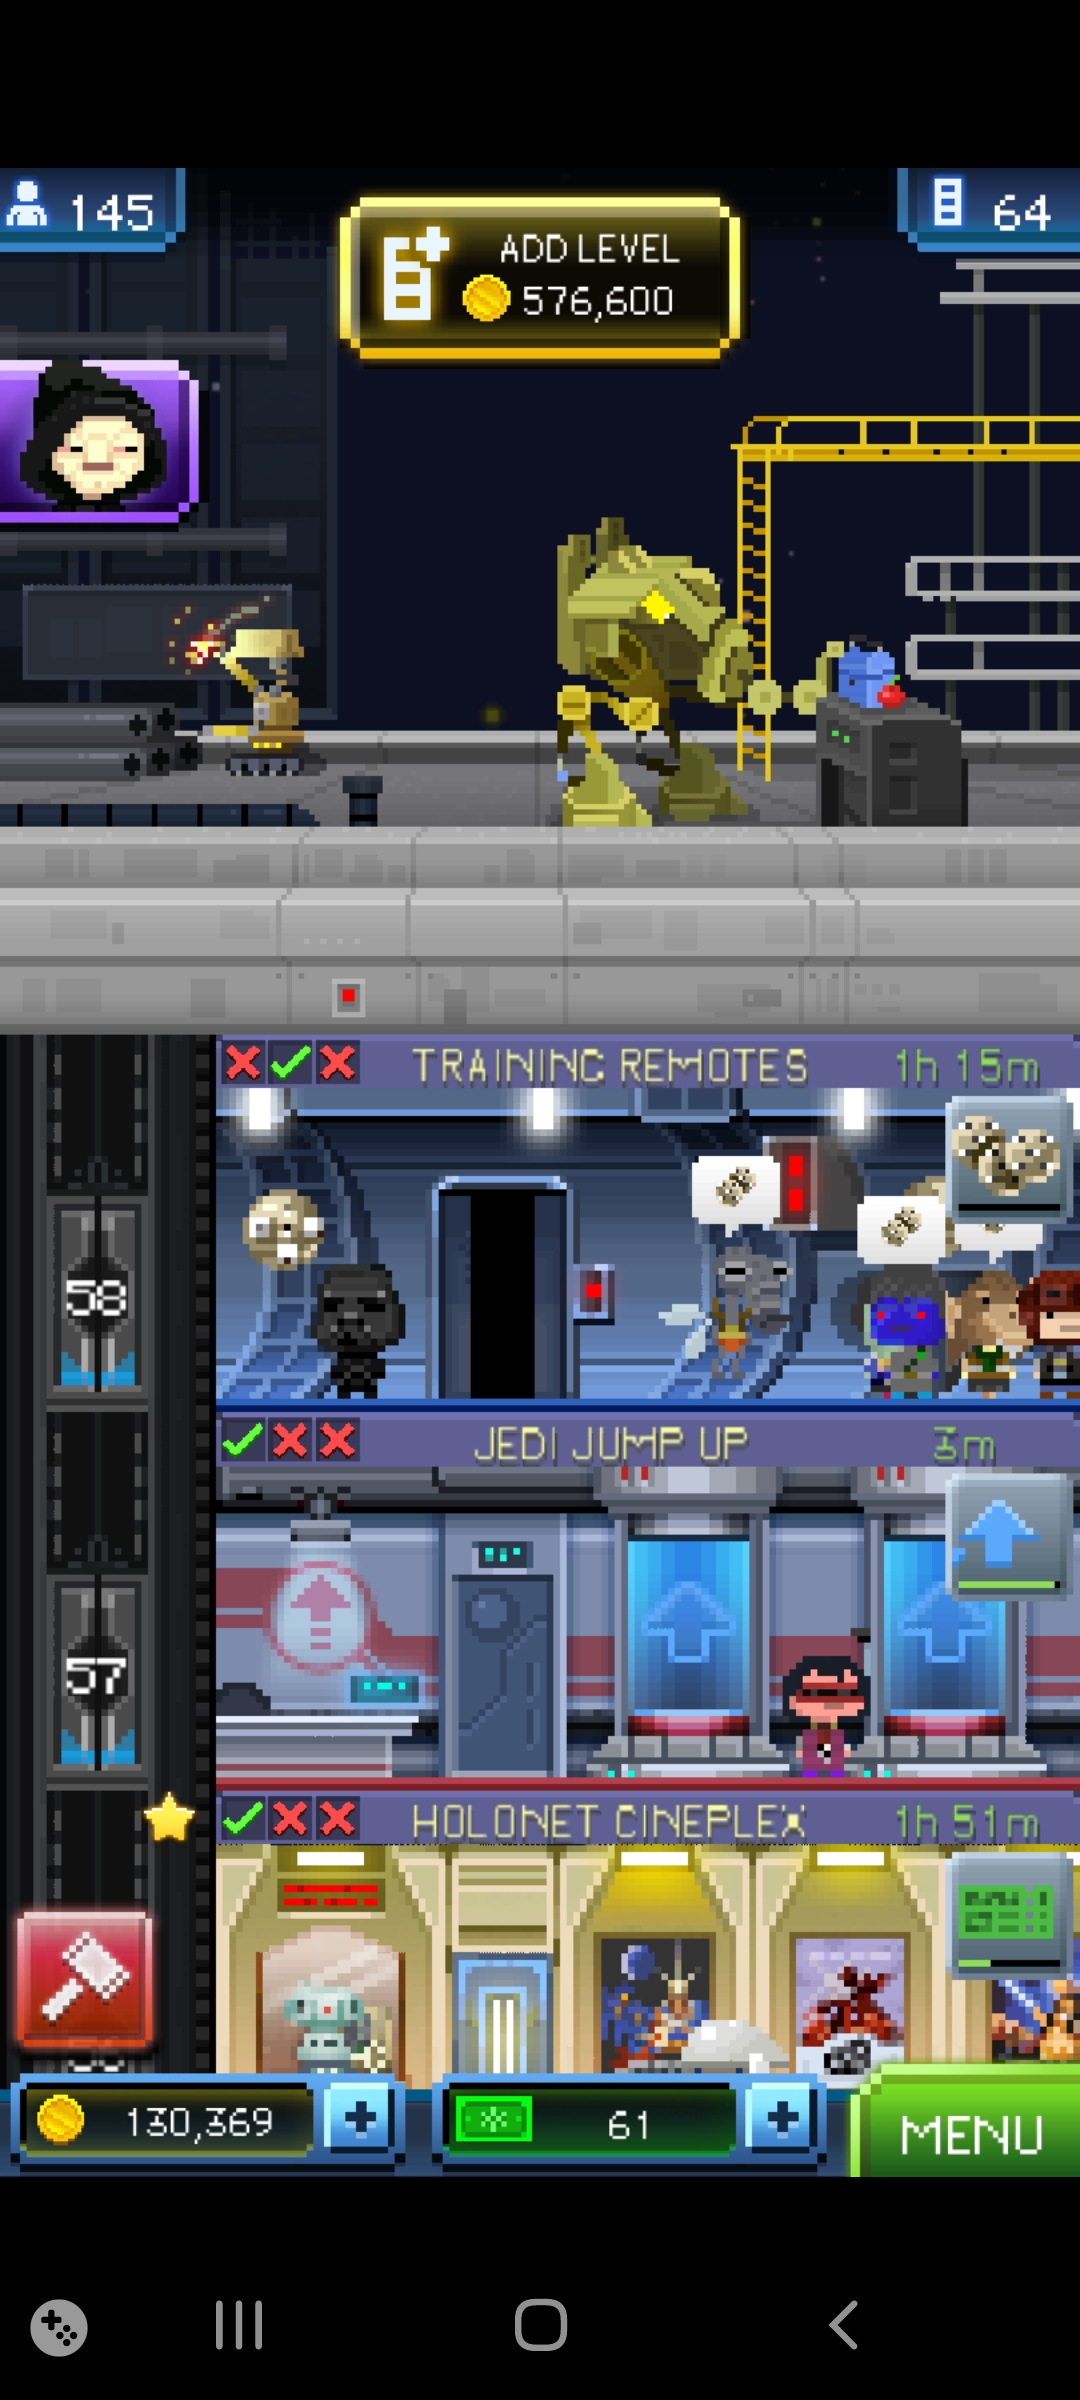 145
ADD LEVEL
576,600
64
TRAINING REMOTES 1h 15m
58
JEDI JUMP UP 3m
57
HOLONET CINEPLEX 1h 51m
130,369
61
MENU